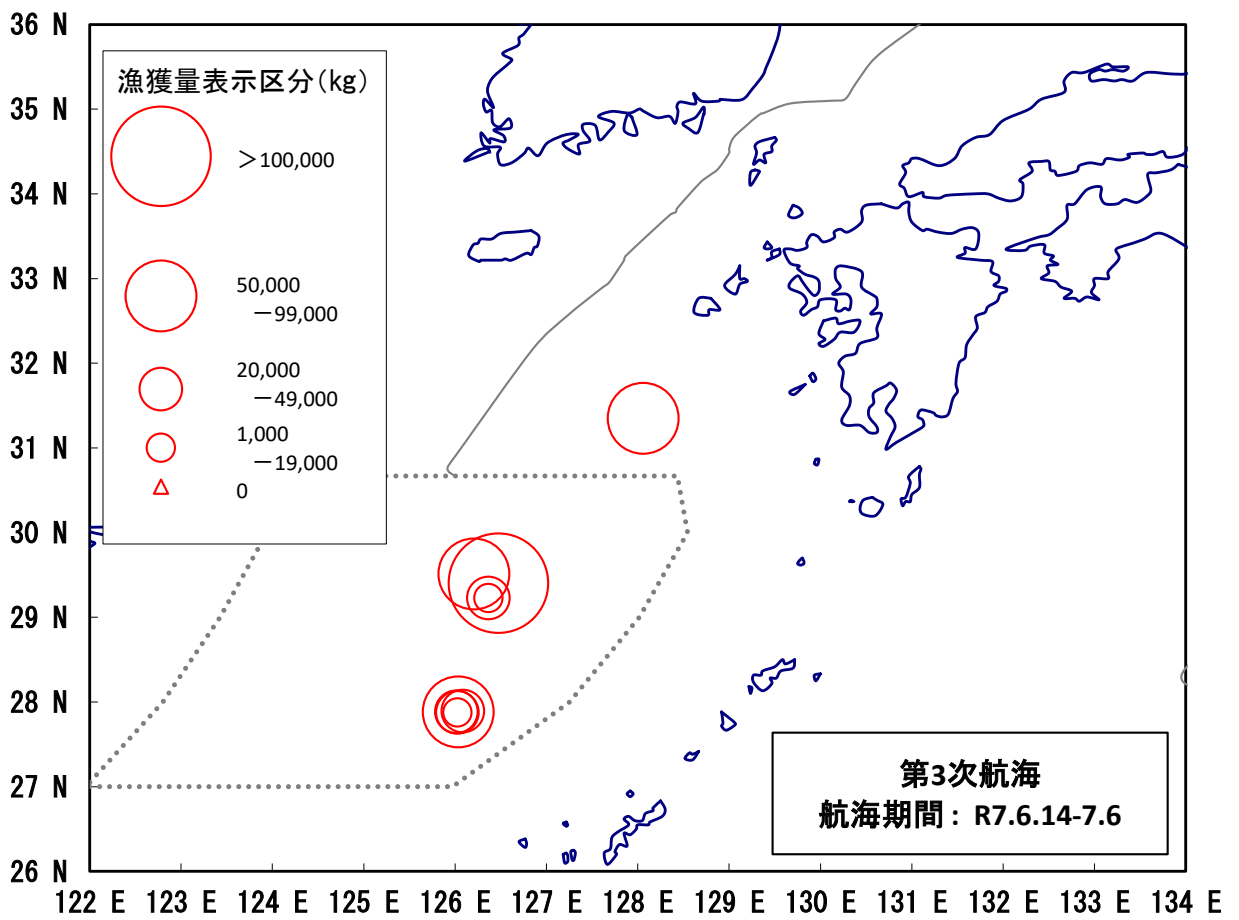 36 N
35 N
34 N
33 N
32 N
31 N
30 N
29 N
28 N
27 N
26 N
漁獲量表示区分(kg)
＞100,000
50,000
－99,000
20,000
－49,000
1,000
－19,000
0
第3次航海
航海期間： R7.6.14-7.6
122 E 123 E 124 E 125 E 126 E 127 E 128 E 129 E 130 E 131 E 132 E 133 E 134 E